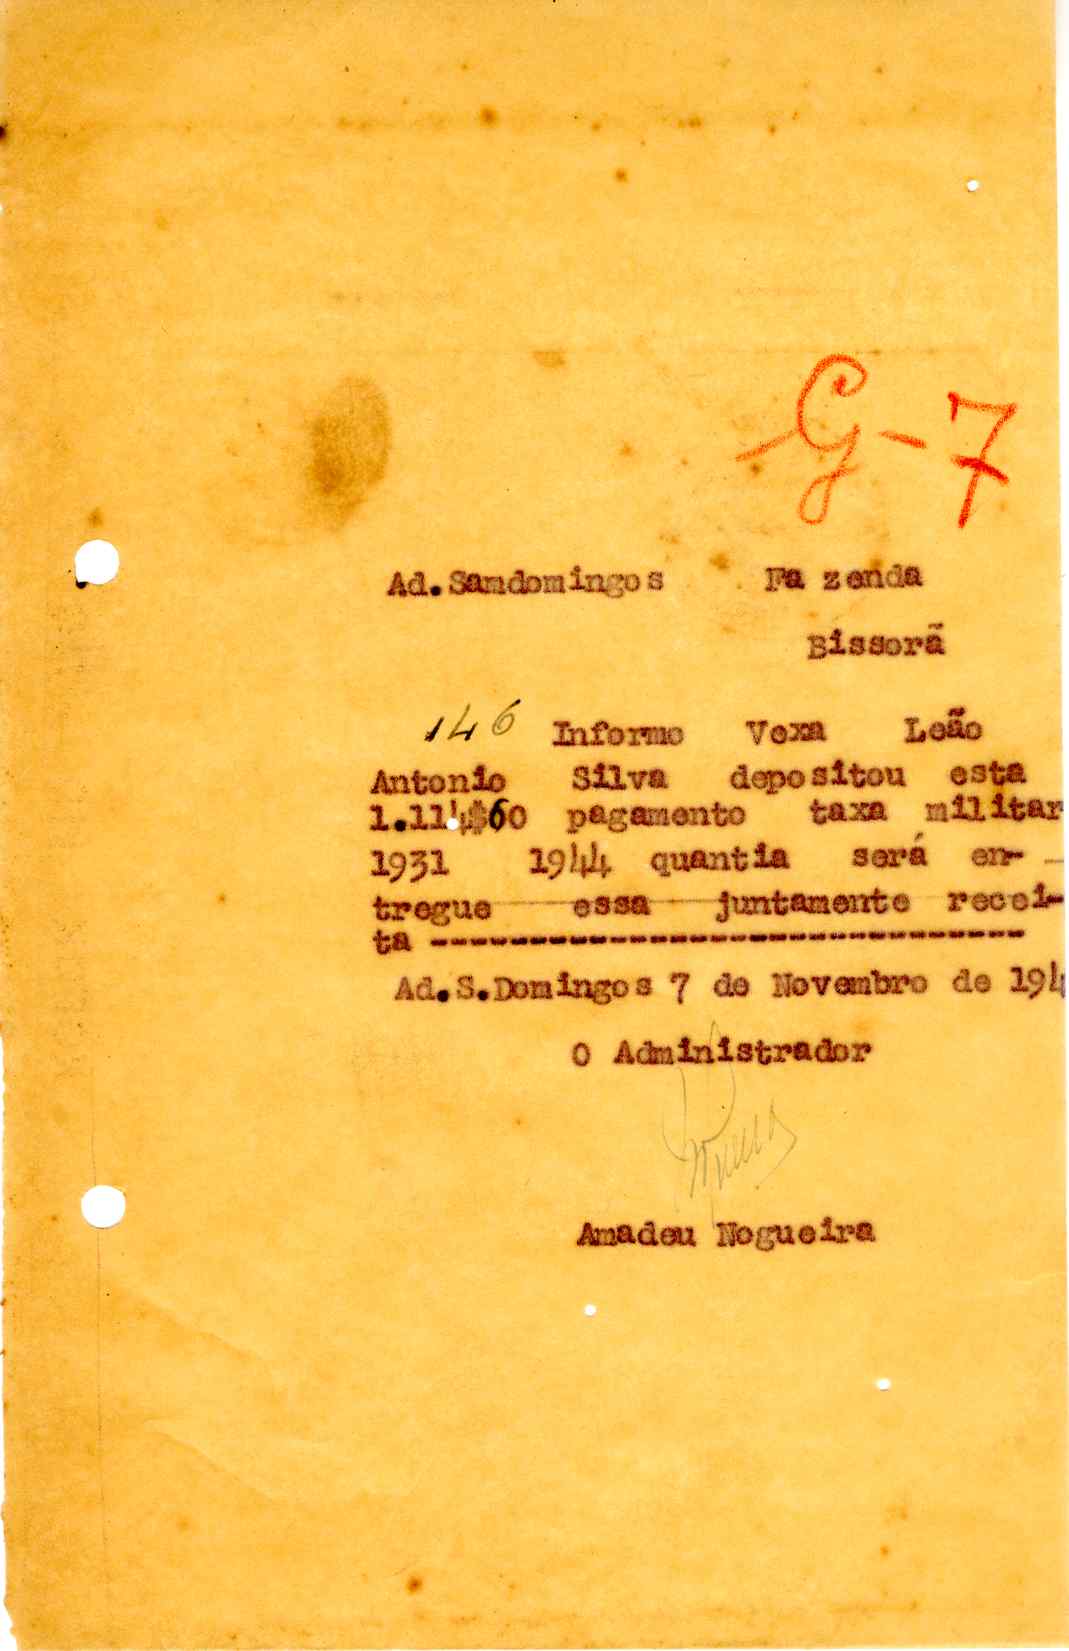 -G-7
Ad.Samdomingos Fazenda
Bissorã
146 Informo Vexa Leão
Antonio Silva depositou esta
1.114$60 pagamento taxa militar
1931 1944 quantia será en-
tregue essa juntamente recei-
ta ---------------------------------
Ad.S.Domingos 7 de Novembro de 194
O Administrador
Amadeu Nogueira